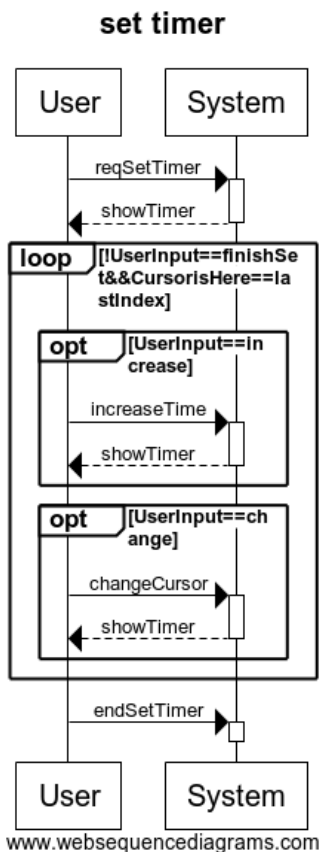 set timer
User
System
reqSetTimer
showTimer
loop
[!UserInput==finishSe
t&&CursorisHere==la
stIndex]
opt
[UserInput==in
crease]
increaseTime
showTimer
opt
[UserInput==ch
ange]
changeCursor
showTimer
endSetTimer
User
System
www.websequencediagrams.com